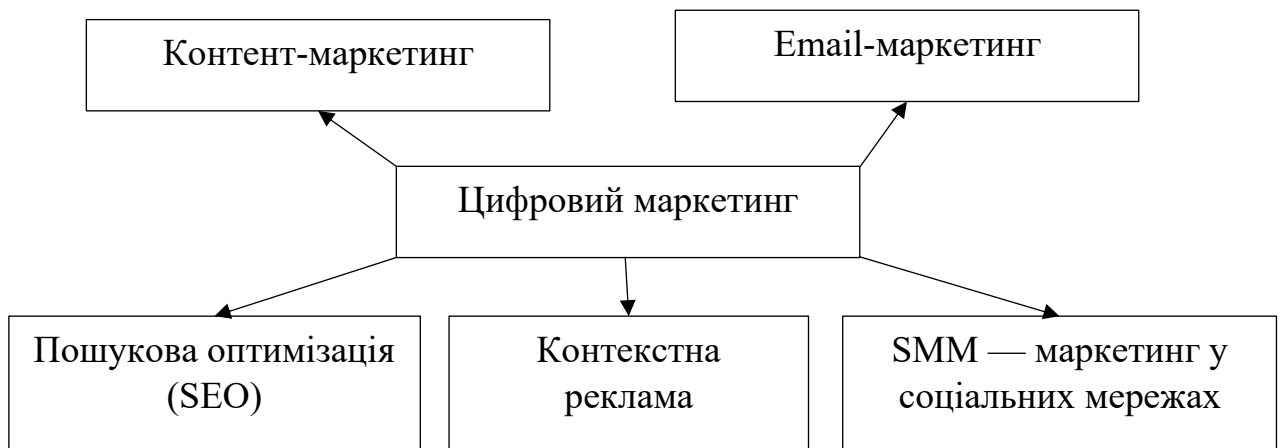 Контент-маркетинг
Email-маркетинг
Цифровий маркетинг
Пошукова оптимізація
(SEO)
Контекстна
реклама
SMM — маркетинг у
соціальних мережах